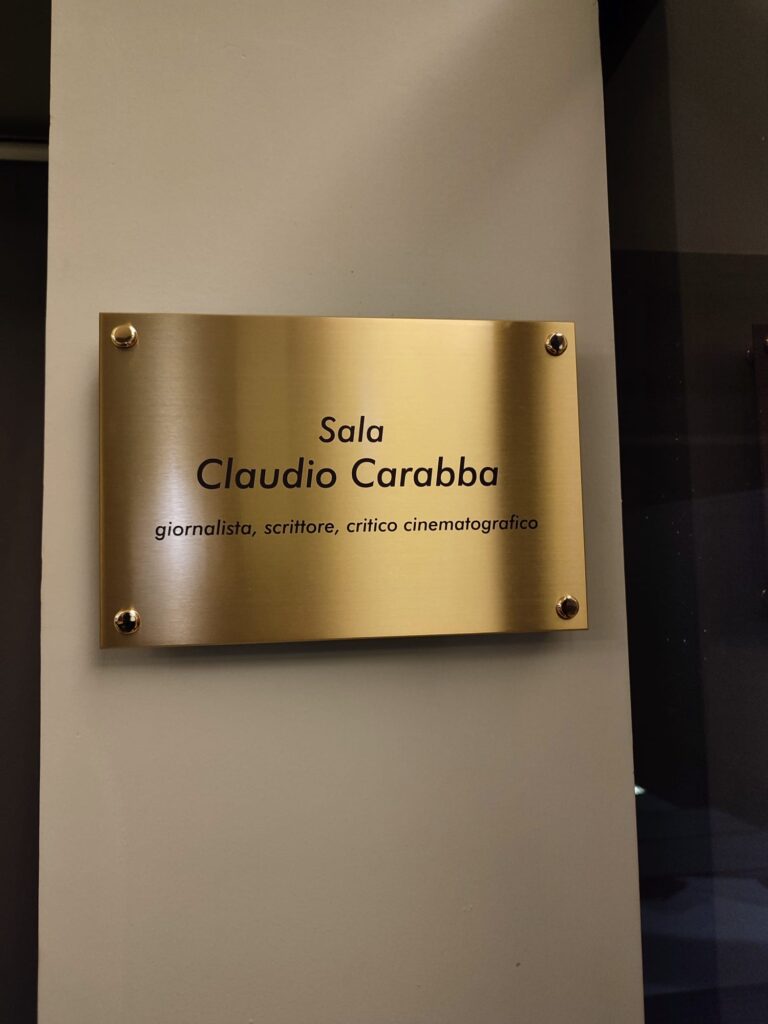 Sala
Claudio Carabba
giornalista, scrittore, critico cinematografico